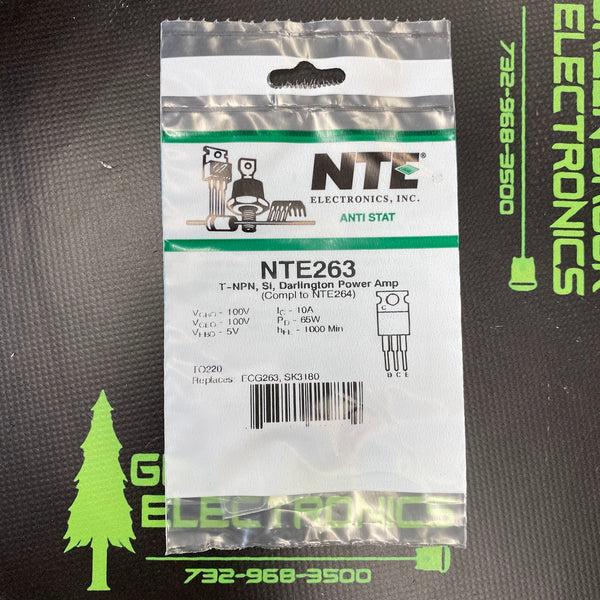 NTE®
ELECTRONICS, INC.
ANTI STAT
NTE263
T-NPN, Si, Darlington Power Amp
(Compl to NTE264)
VCBO - 100V IC - 10A
VCEO - 100V PD - 65W
VEBO - 5V hFE - 1000 Min
C
B C E
TO220
Replaces: ECG263, SK3180
ELECTRONICS
732-968-3500
ELECTRONICS
732-968-3500